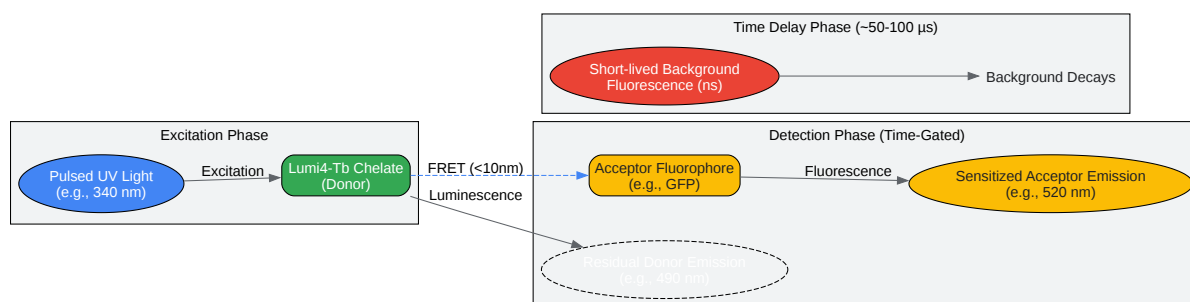 Time Delay Phase (~50-100 µs)
Short-lived Background
Fluorescence (ns)
Background Decays
Excitation Phase
Pulsed UV Light
(e.g., 340 nm)
Excitation
Lumi4-Tb Chelate
(Donor)
FRET (<10nm)
Luminescence
Detection Phase (Time-Gated)
Acceptor Fluorophore
(e.g., GFP)
Fluorescence
Sensitized Acceptor Emission
(e.g., 520 nm)
Residual Donor Emission
(e.g., 490 nm)